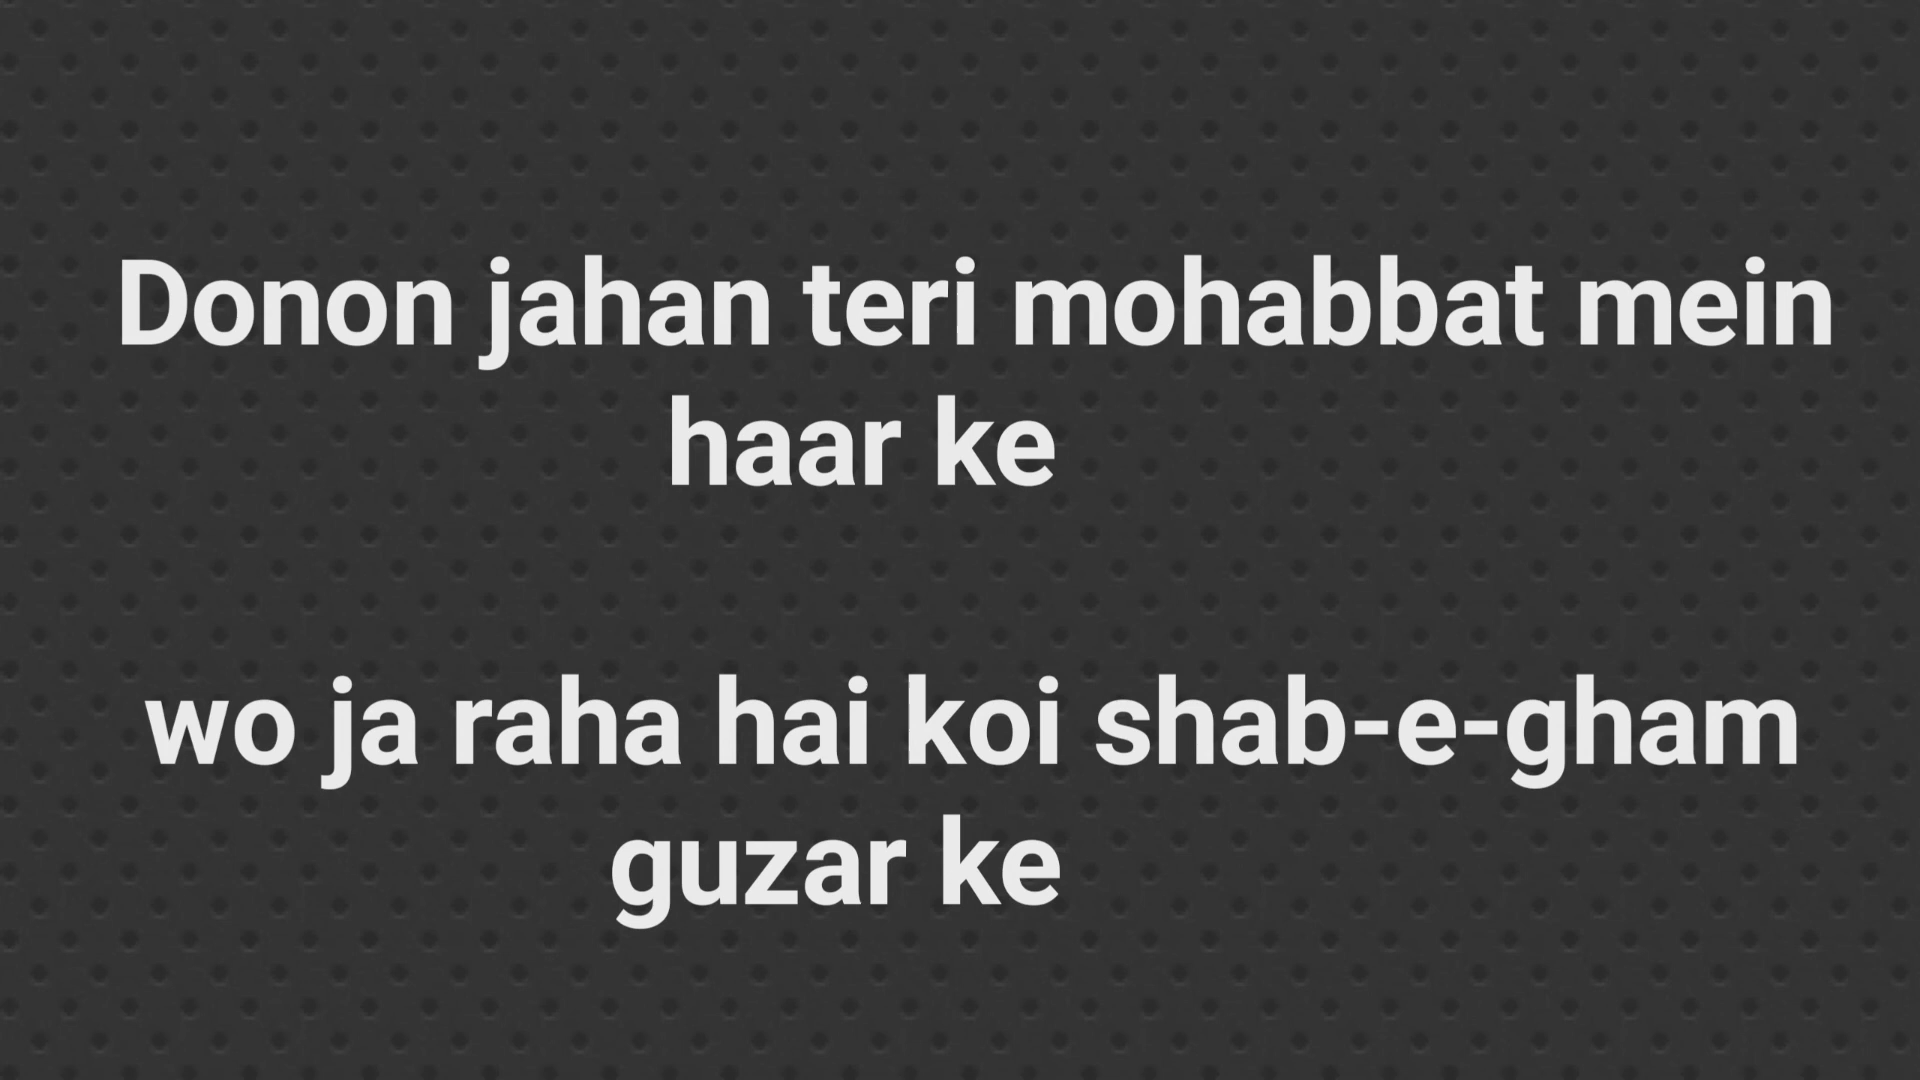 Donon jahan teri mohabbat mein
haar ke
wo ja raha hai koi shab-e-gham
guzar ke